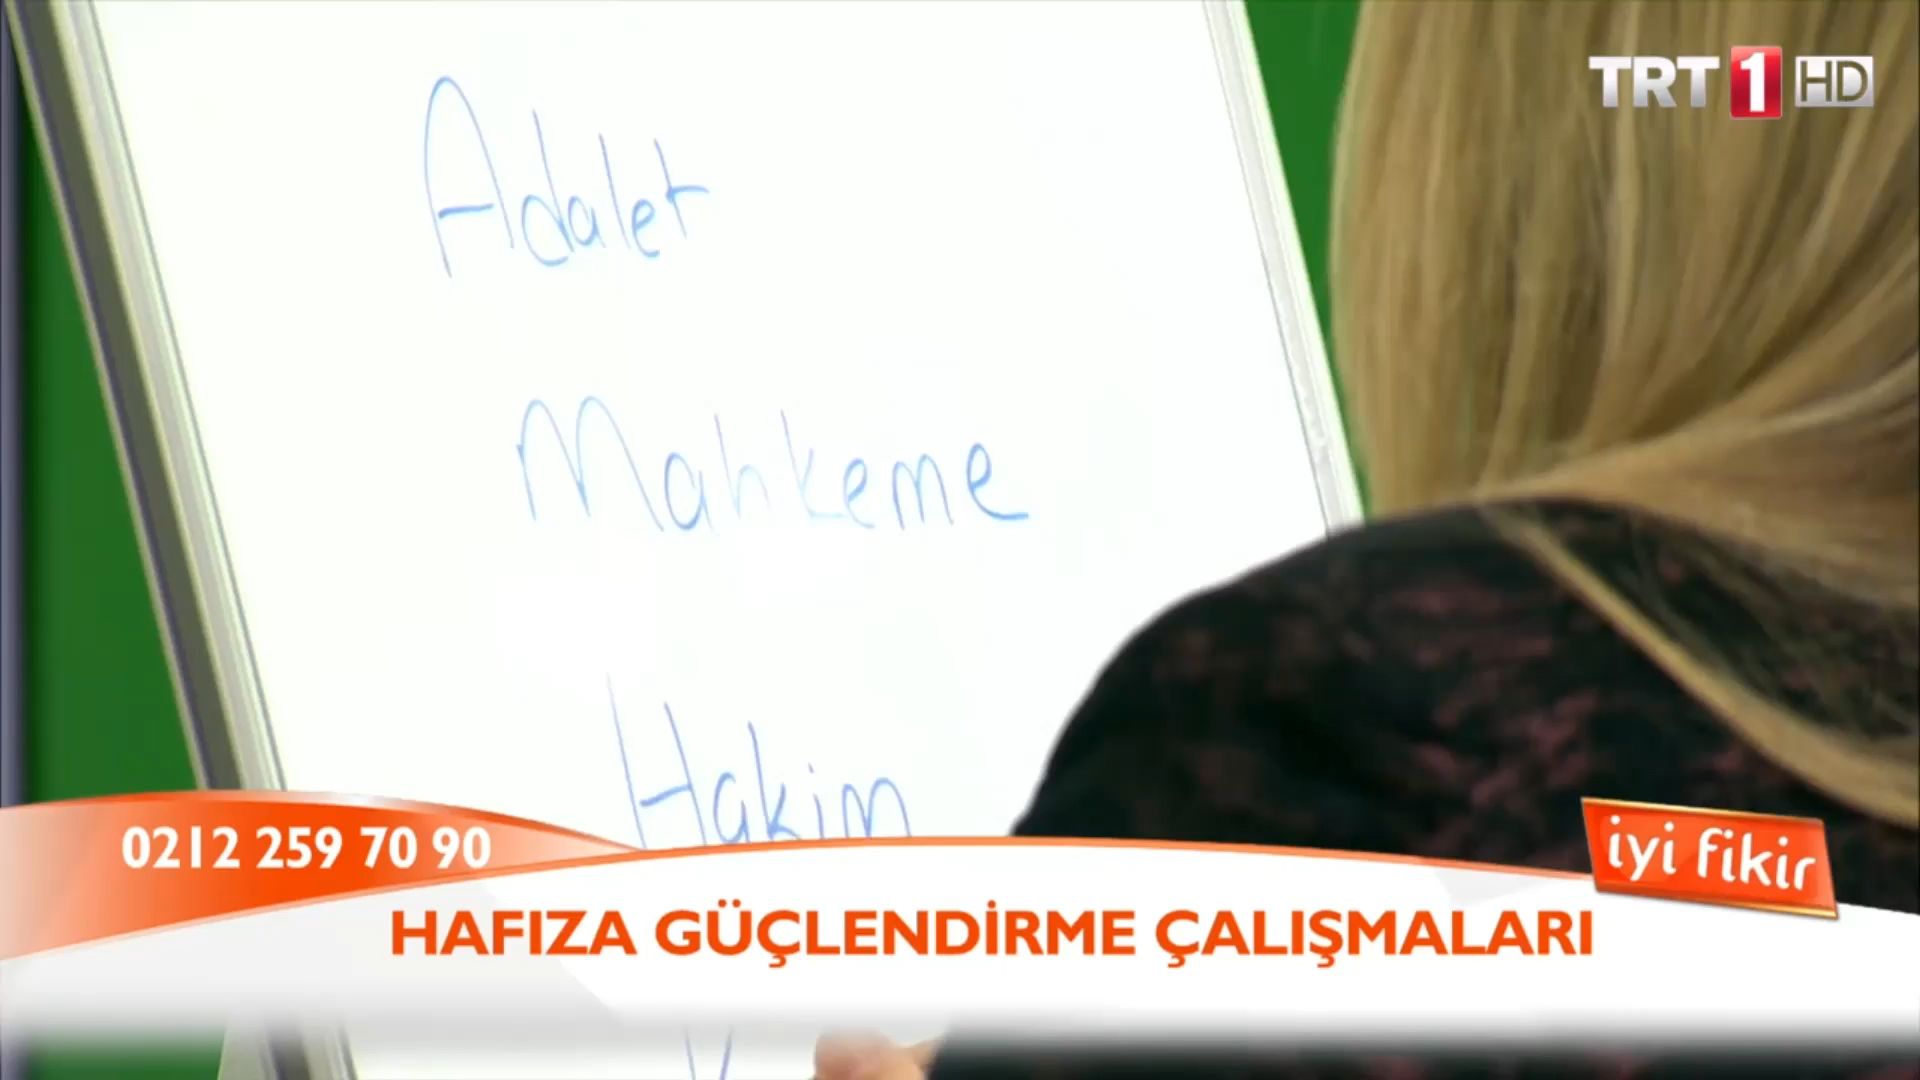 TRT 1 HD
Adalet
Mahkeme
Hakim
0212 259 70 90
iyi fikir
HAFIZA GÜÇLENDİRME ÇALIŞMALARI